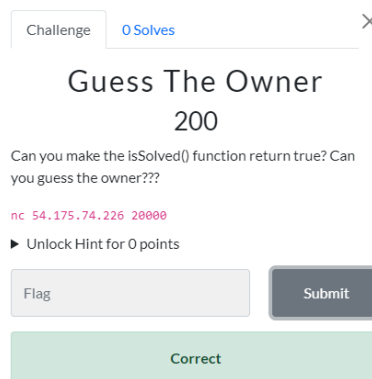 Challenge
0 Solves
Guess The Owner
200
Can you make the isSolved() function return true? Can
you guess the owner???
nc 54.175.74.226 20000
Unlock Hint for 0 points
Flag
Submit
Correct